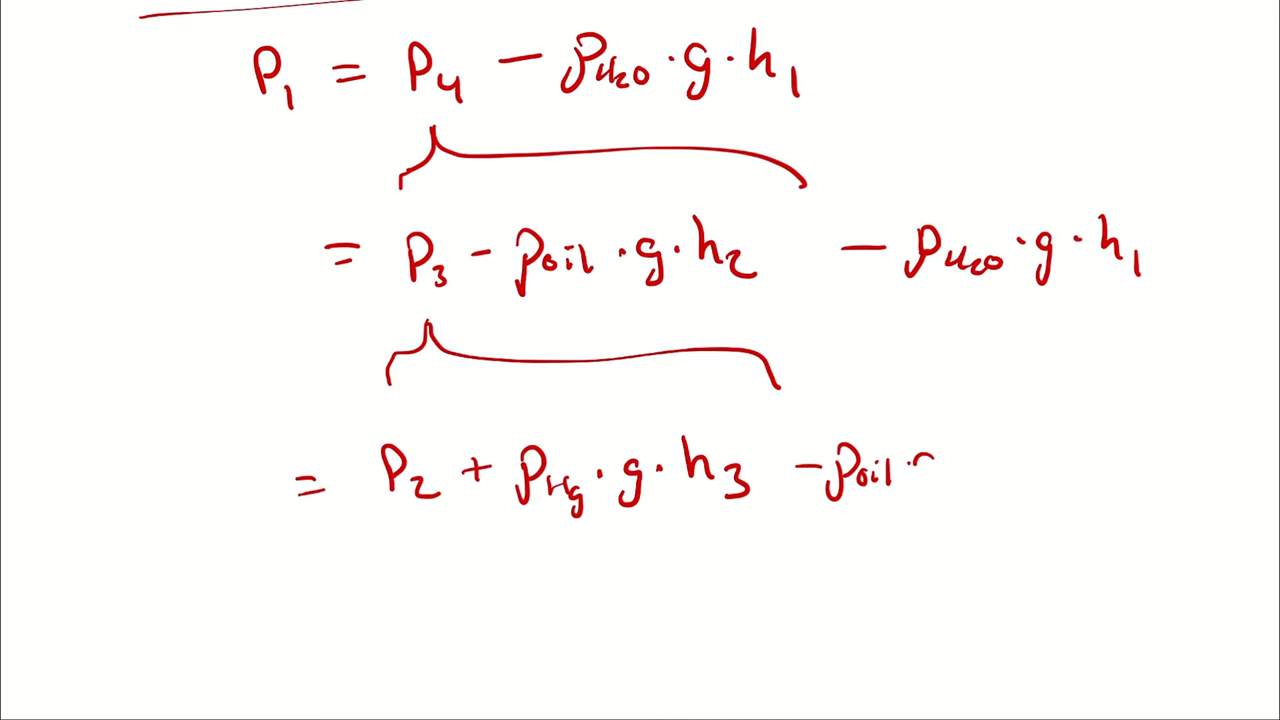 P₁ = P₄ - ρH₂O · g · h₁
= P₃ - ρoil · g · h₂ - ρH₂O · g · h₁
= P₂ + ρHg · g · h₃ - ρoil ·